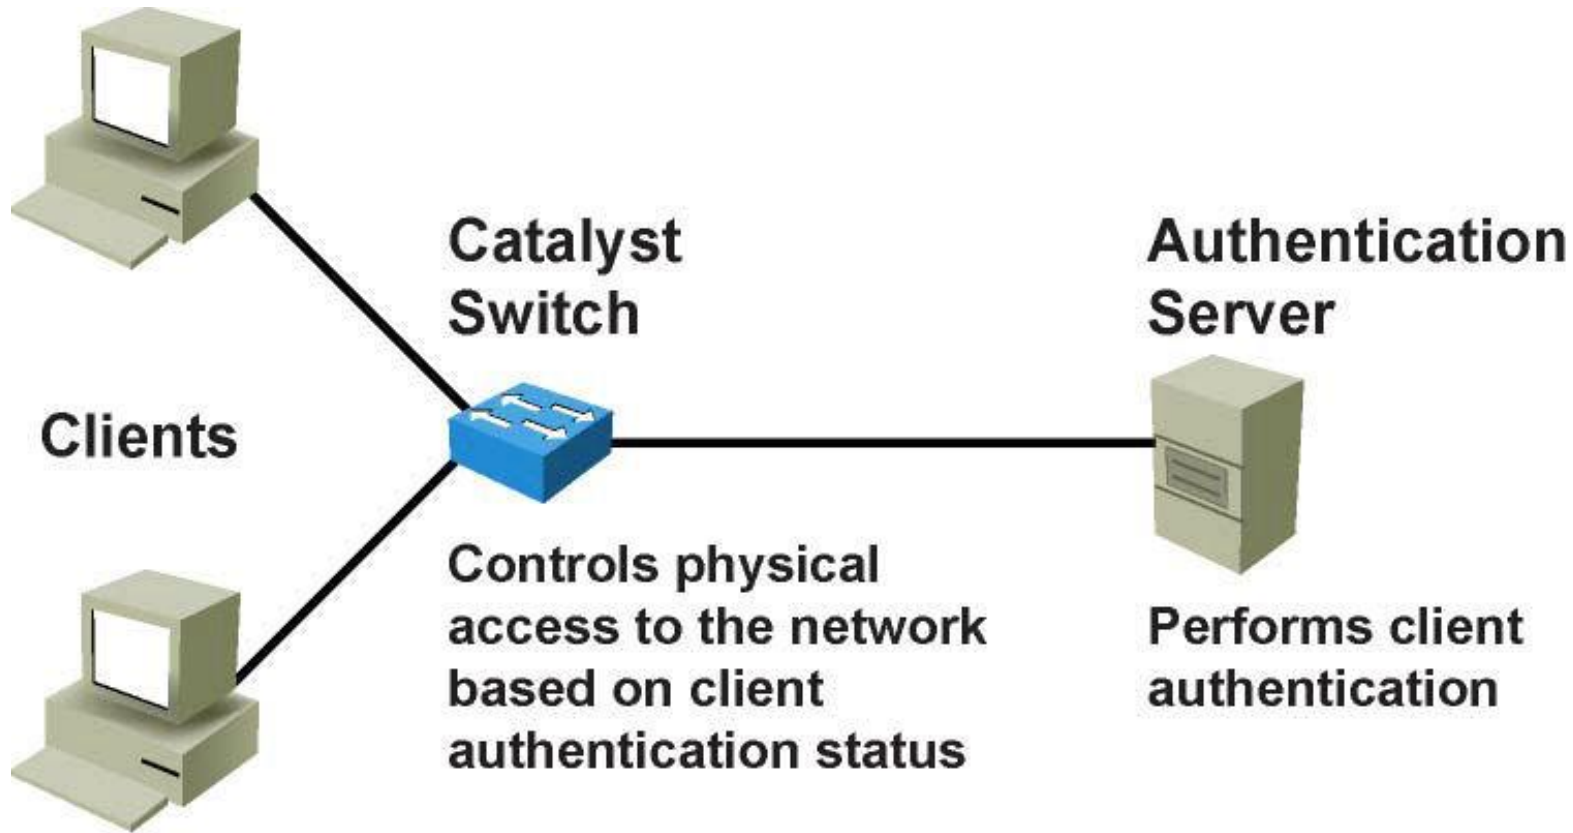 Catalyst
Switch
Authentication
Server
Clients
Controls physical
access to the network
based on client
authentication status
Performs client
authentication